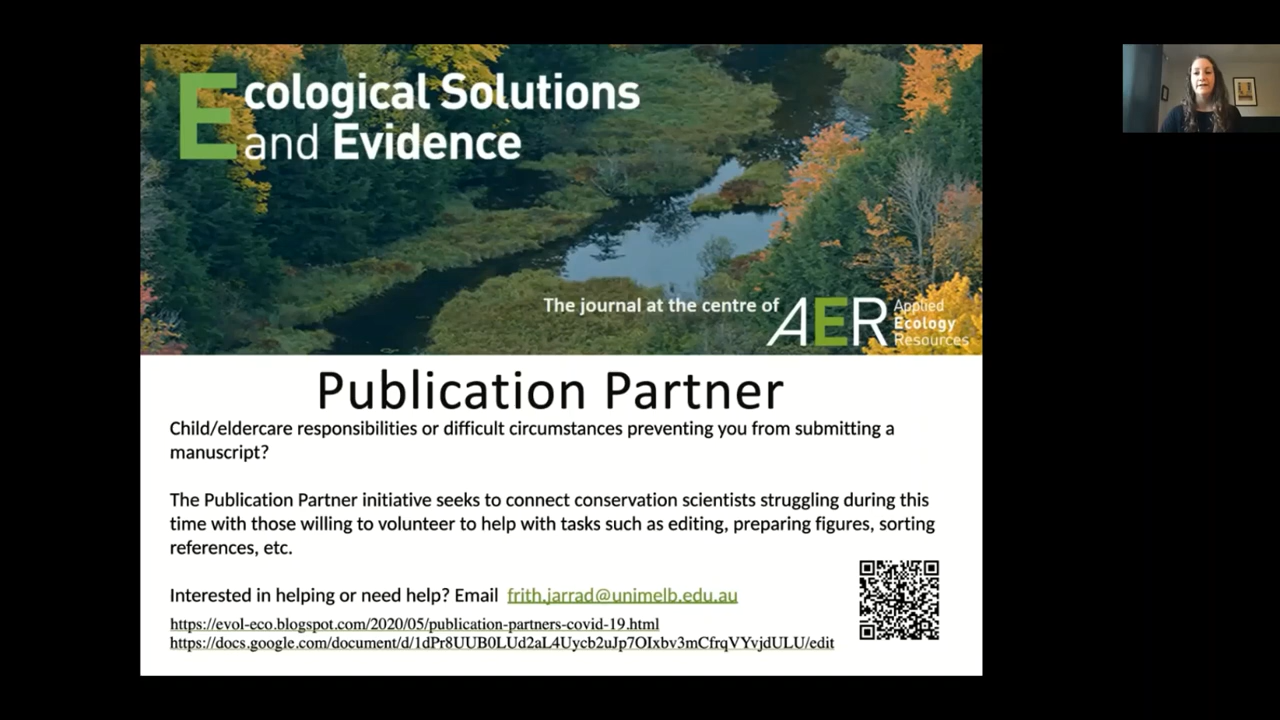 Ecological Solutions
and Evidence
The journal at the centre of AER Applied
Ecology
Resources
Publication Partner
Child/eldercare responsibilities or difficult circumstances preventing you from submitting a
manuscript?
The Publication Partner initiative seeks to connect conservation scientists struggling during this
time with those willing to volunteer to help with tasks such as editing, preparing figures, sorting
references, etc.
Interested in helping or need help? Email frith.jarrad@unimelb.edu.au
https://evol-eco.blogspot.com/2020/05/publication-partners-covid-19.html
https://docs.google.com/document/d/1dPr8UUB0LUd2aL4Uycb2uJp7OIxbv3mCfrqVYvjdULU/edit